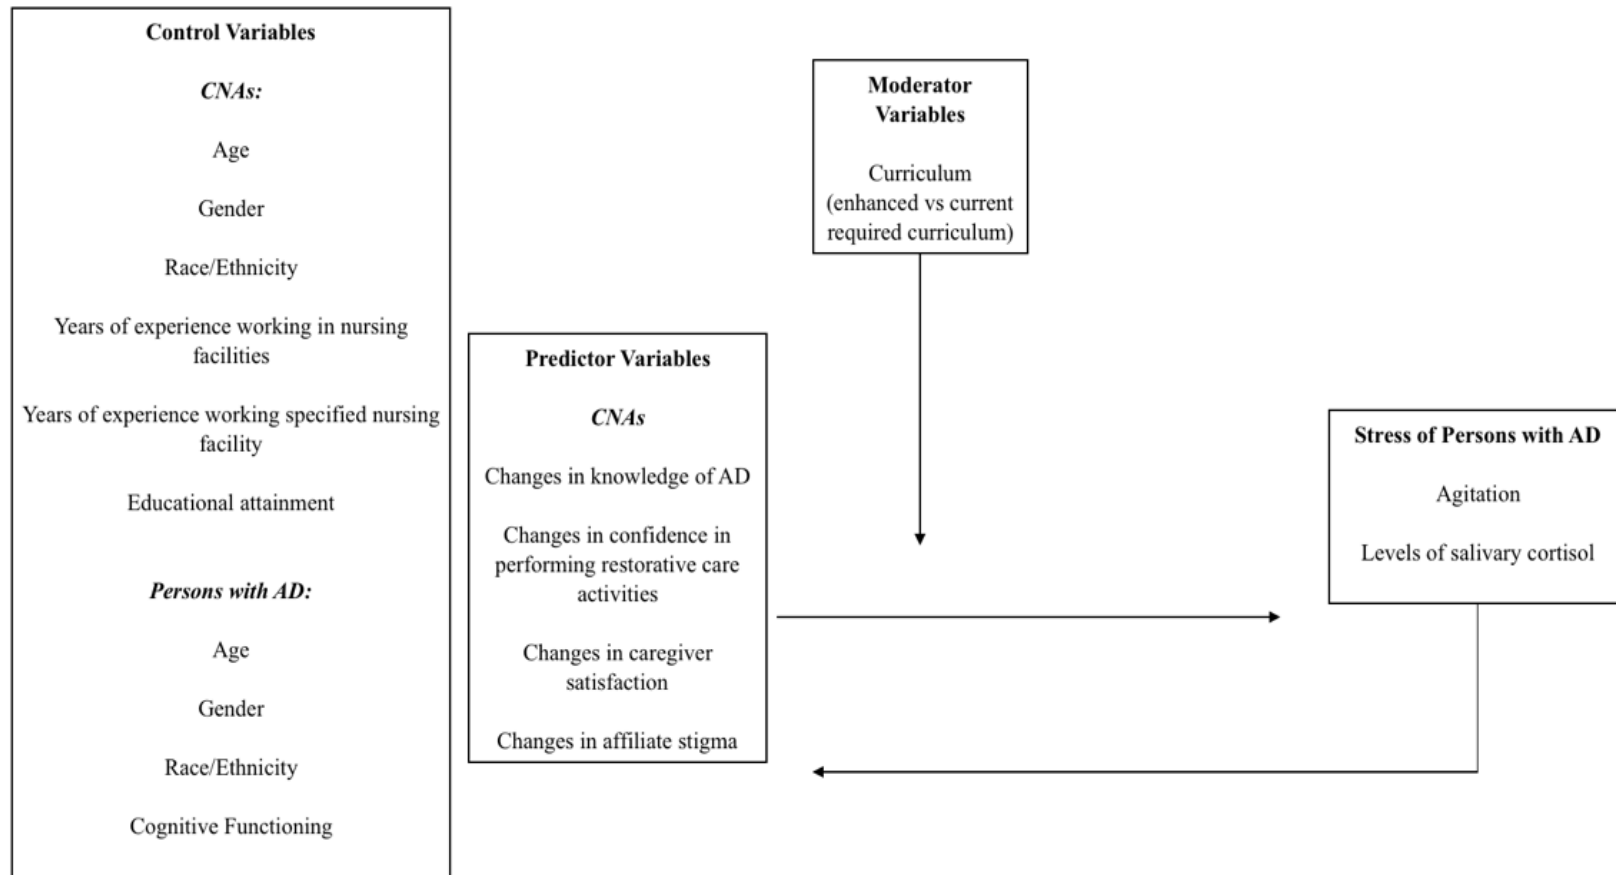 Control Variables
CNAs:
Age
Gender
Race/Ethnicity
Years of experience working in nursing
facilities
Years of experience working specified nursing
facility
Educational attainment
Persons with AD:
Age
Gender
Race/Ethnicity
Cognitive Functioning
Predictor Variables
CNAs
Changes in knowledge of AD
Changes in confidence in
performing restorative care
activities
Changes in caregiver
satisfaction
Changes in affiliate stigma
Moderator
Variables
Curriculum
(enhanced vs current
required curriculum)
Stress of Persons with AD
Agitation
Levels of salivary cortisol